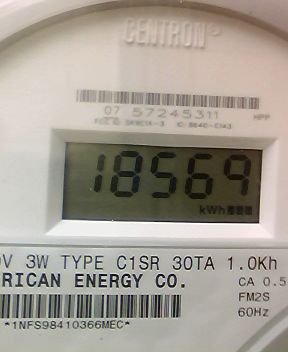 CENTRON®
07 57245311 HPP
18569
kWh
V 3W TYPE C1SR 30TA 1.0Kh
RICAN ENERGY CO. CA 0.5
FM2S
*1NFS98410366MEC* 60Hz